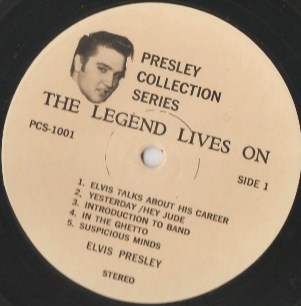 PRESLEY
COLLECTION
SERIES
THE LEGEND LIVES ON
PCS-1001
SIDE 1
1. ELVIS TALKS ABOUT HIS CAREER
2. YESTERDAY/HEY JUDE
3. INTRODUCTION TO BAND
4. IN THE GHETTO
5. SUSPICIOUS MINDS
ELVIS PRESLEY
STEREO